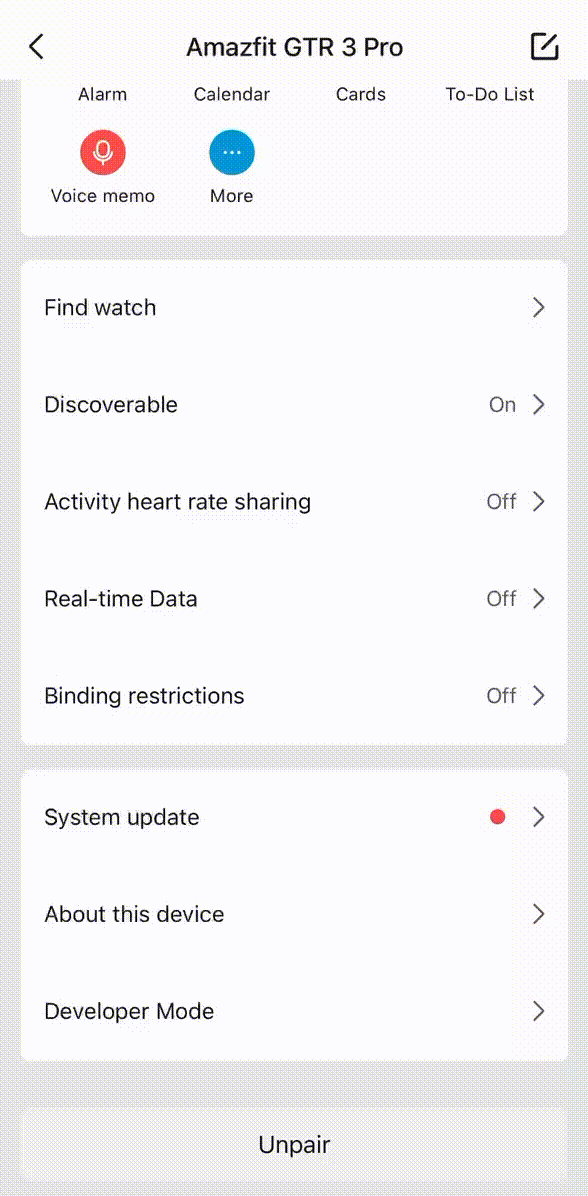 Amazfit GTR 3 Pro
Alarm Calendar Cards To-Do List
Voice memo More
Find watch
Discoverable On
Activity heart rate sharing Off
Real-time Data Off
Binding restrictions Off
System update
About this device
Developer Mode
Unpair